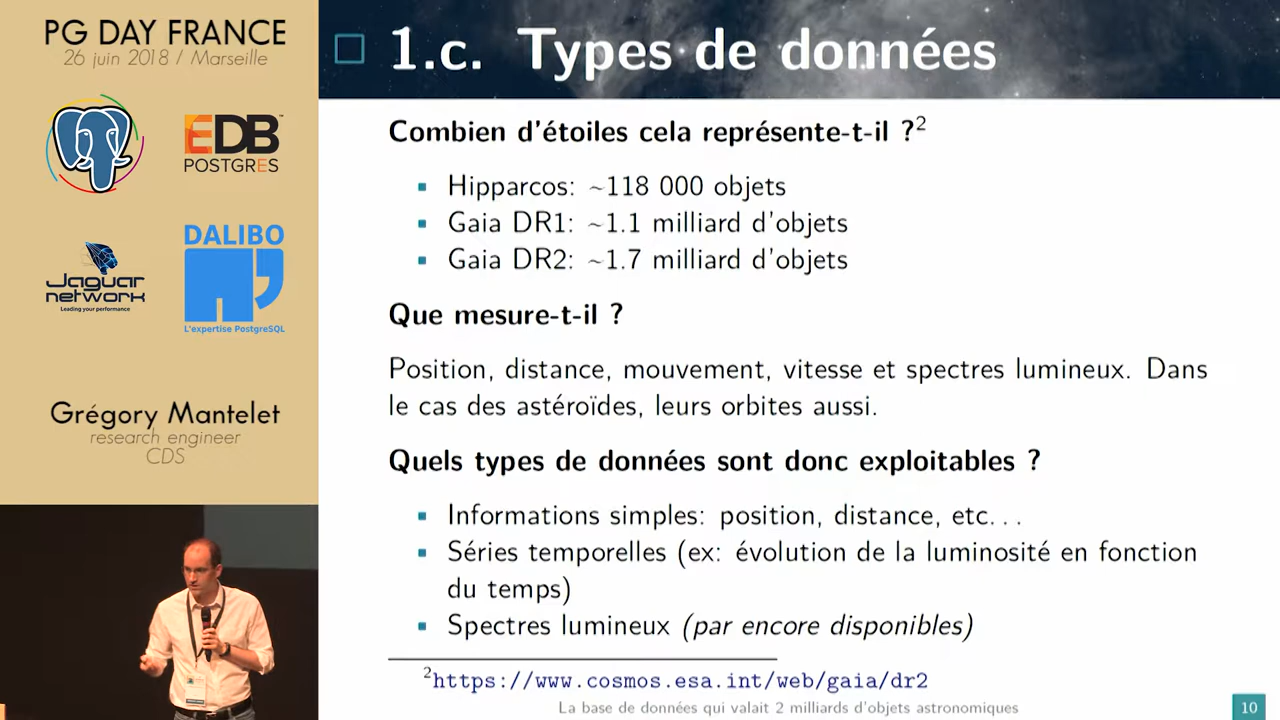 PG DAY FRANCE
26 juin 2018 / Marseille
EDB
POSTGRES
DALIBO
Jaguar
network
Leading your performance
L'expertise PostgreSQL
Grégory Mantelet
research engineer
CDS
1.c. Types de données
Combien d'étoiles cela représente-t-il ?2
Hipparcos: ~118 000 objets
Gaia DR1: ~1.1 milliard d'objets
Gaia DR2: ~1.7 milliard d'objets
Que mesure-t-il ?
Position, distance, mouvement, vitesse et spectres lumineux. Dans
le cas des astéroïdes, leurs orbites aussi.
Quels types de données sont donc exploitables ?
Informations simples: position, distance, etc...
Séries temporelles (ex: évolution de la luminosité en fonction
du temps)
Spectres lumineux (par encore disponibles)
2https://www.cosmos.esa.int/web/gaia/dr2
La base de données qui valait 2 milliards d'objets astronomiques
10